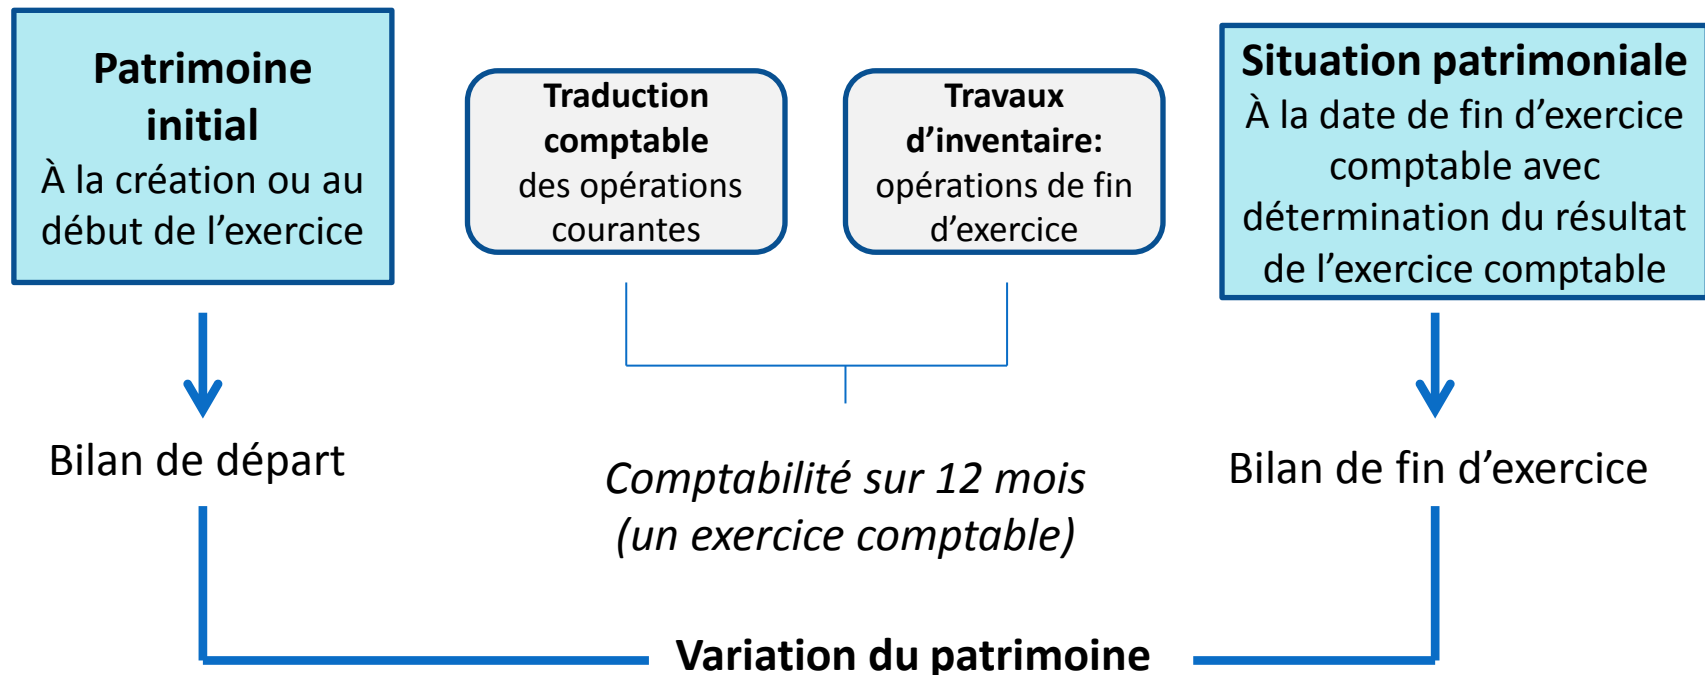 Patrimoine
initial
À la création ou au
début de l’exercice
Traduction
comptable
des opérations
courantes
Travaux
d’inventaire:
opérations de fin
d’exercice
Situation patrimoniale
À la date de fin d’exercice
comptable avec
détermination du résultat
de l’exercice comptable
Bilan de départ
Comptabilité sur 12 mois
(un exercice comptable)
Bilan de fin d’exercice
Variation du patrimoine